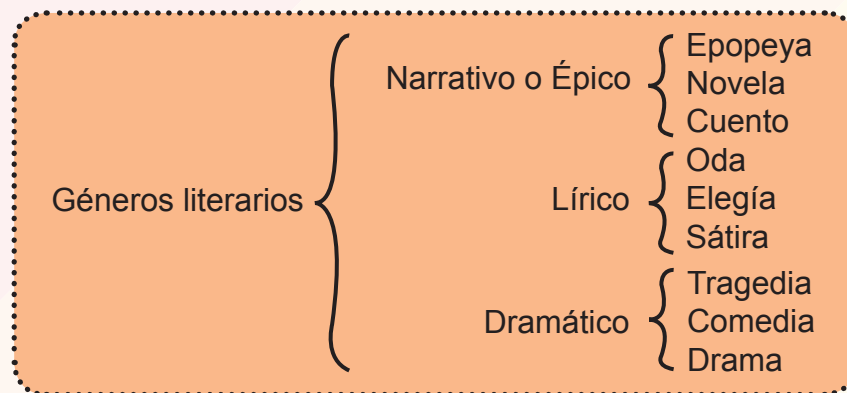 Géneros literarios
Narrativo o Épico
Epopeya
Novela
Cuento
Lírico
Oda
Elegía
Sátira
Dramático
Tragedia
Comedia
Drama